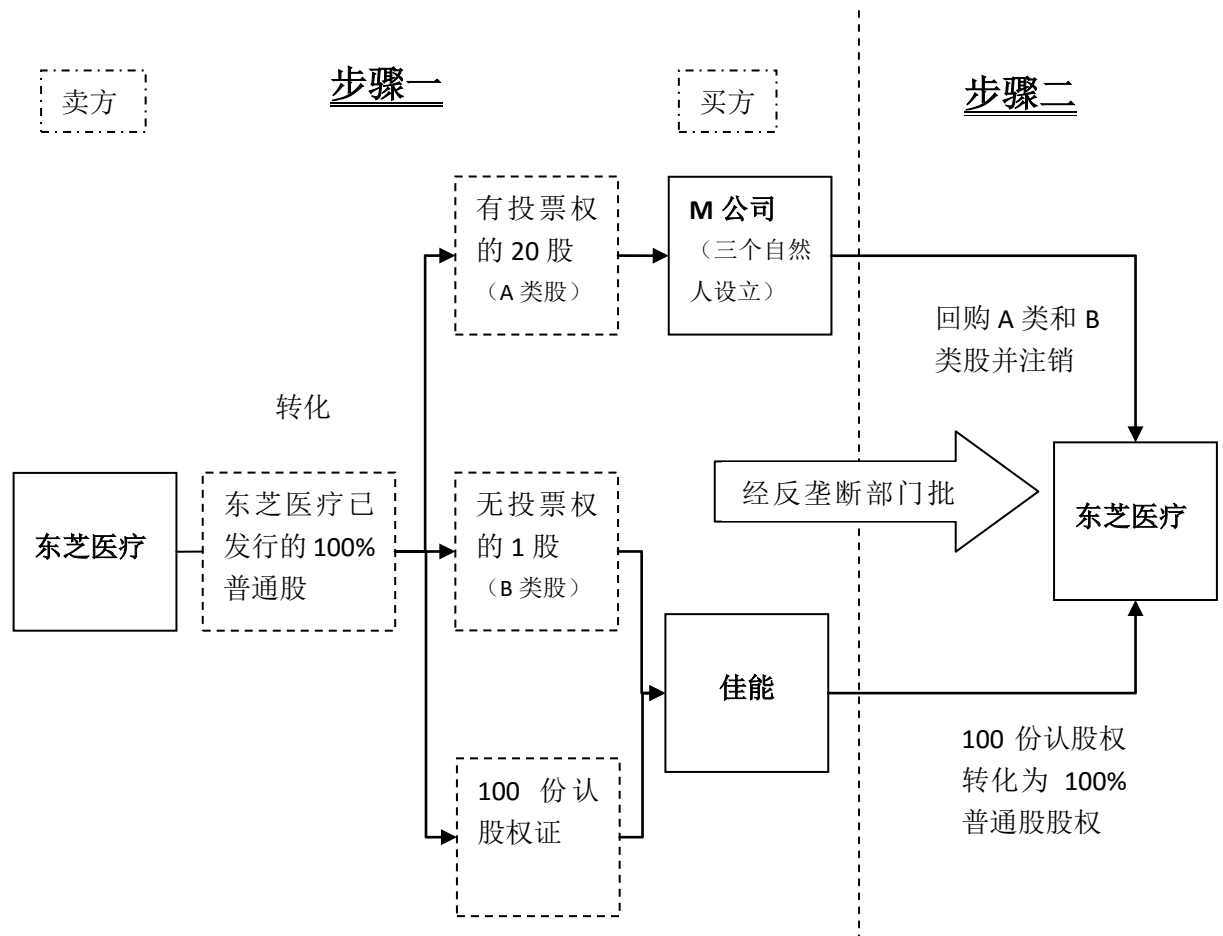 卖方
步骤一
买方
步骤二
有投票权
的 20 股
（A 类股）
M 公司
（三个自然
人设立）
回购 A 类和 B
类股并注销
转化
东芝医疗
东芝医疗已
发行的 100%
普通股
无投票权
的 1 股
（B 类股）
经反垄断部门批
东芝医疗
佳能
100 份认
股权证
100 份认股权
转化为 100%
普通股股权